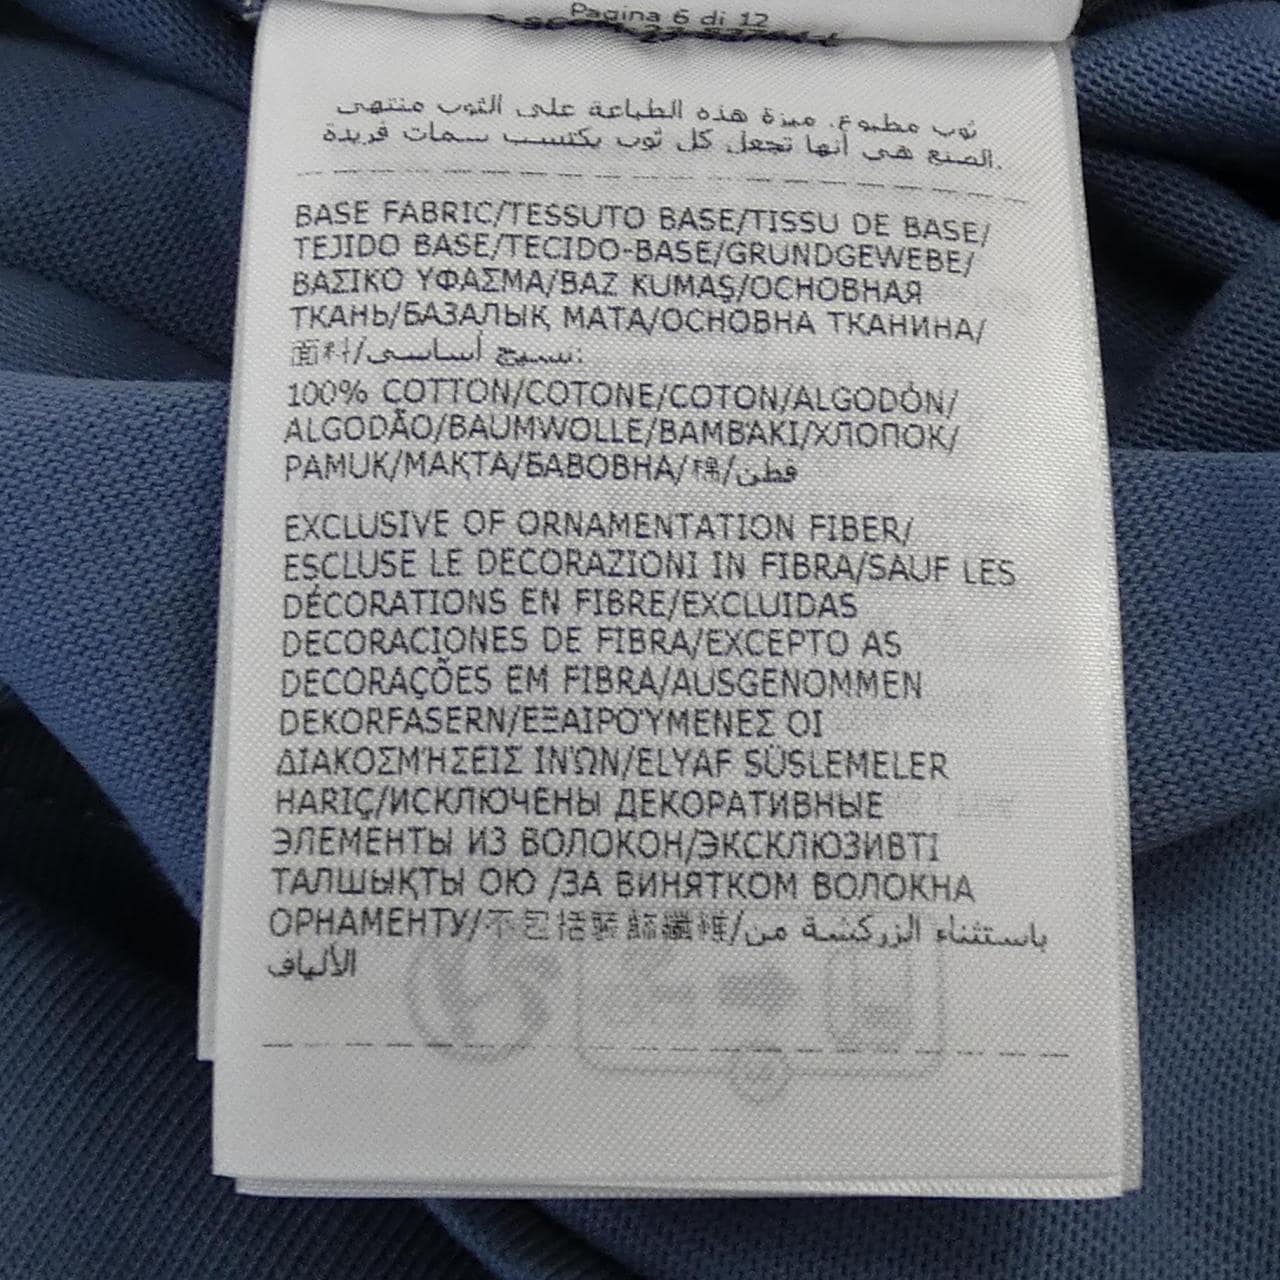 Pagina 6 di 12
ثوب مطبوع. ميزة هذه الطباعة على الثوب منتهى
الصنع هي أنها تجعل كل ثوب يكتسب سمات فريدة.
BASE FABRIC/TESSUTO BASE/TISSU DE BASE/
TEJIDO BASE/TECIDO-BASE/GRUNDGEWEBE/
ΒΑΣΙΚΟ ΥΦΑΣΜΑ/BAZ KUMAŞ/ОСНОВНАЯ
ТКАНЬ/БАЗАЛЫҚ МАТА/ОСНОВНА ТКАНИНА/
面料/نسيج أساسي:
100% COTTON/COTONE/COTON/ALGODÓN/
ALGODÃO/BAUMWOLLE/ΒΑΜΒΆΚΙ/ХЛОПОК/
PAMUK/МАҚТА/БАВОВНА/棉/قطن
EXCLUSIVE OF ORNAMENTATION FIBER/
ESCLUSE LE DECORAZIONI IN FIBRA/SAUF LES
DÉCORATIONS EN FIBRE/EXCLUIDAS
DECORACIONES DE FIBRA/EXCEPTO AS
DECORAÇÕES EM FIBRA/AUSGENOMMEN
DEKORFASERN/ΕΞΑΙΡΟΎΜΕΝΕΣ ΟΙ
ΔΙΑΚΟΣΜΉΣΕΙΣ ΙΝΏΝ/ELYAF SÜSLEMELER
HARIÇ/ИСКЛЮЧЕНЫ ДЕКОРАТИВНЫЕ
ЭЛЕМЕНТЫ ИЗ ВОЛОКОН/ЭКСКЛЮЗИВТІ
ТАЛШЫҚТЫ ОЮ /ЗА ВИНЯТКОМ ВОЛОКНА
ОРНАМЕНТУ/不包括装饰纤维/باستثناء الزركشة من
الألياف